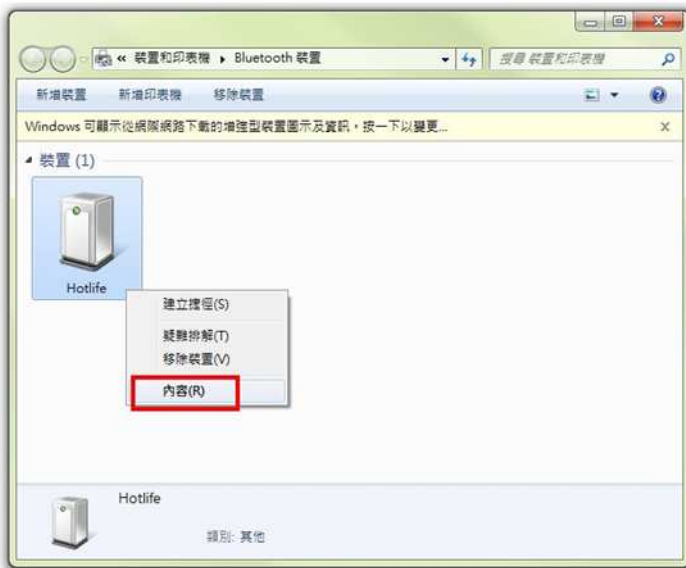 « 裝置和印表機 ▸ Bluetooth 裝置
搜尋 裝置和印表機
新增裝置 新增印表機 移除裝置
Windows 可顯示從網際網路下載的增強型裝置圖示及資訊，按一下以變更...
裝置 (1)
Hotlife
建立捷徑(S)
疑難排解(T)
移除裝置(V)
內容(R)
Hotlife
類別: 其他